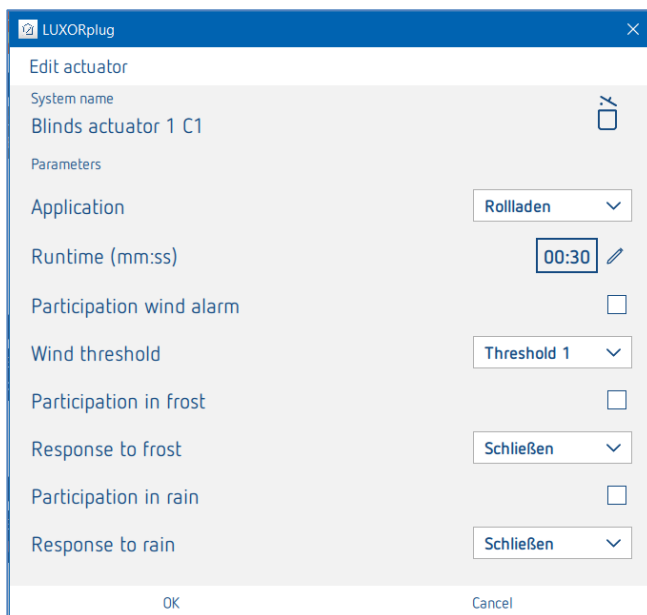 LUXORplug
Edit actuator
System name
Blinds actuator 1 C1
Parameters
Application Rollladen
Runtime (mm:ss) 00:30
Participation wind alarm
Wind threshold Threshold 1
Participation in frost
Response to frost Schließen
Participation in rain
Response to rain Schließen
OK Cancel